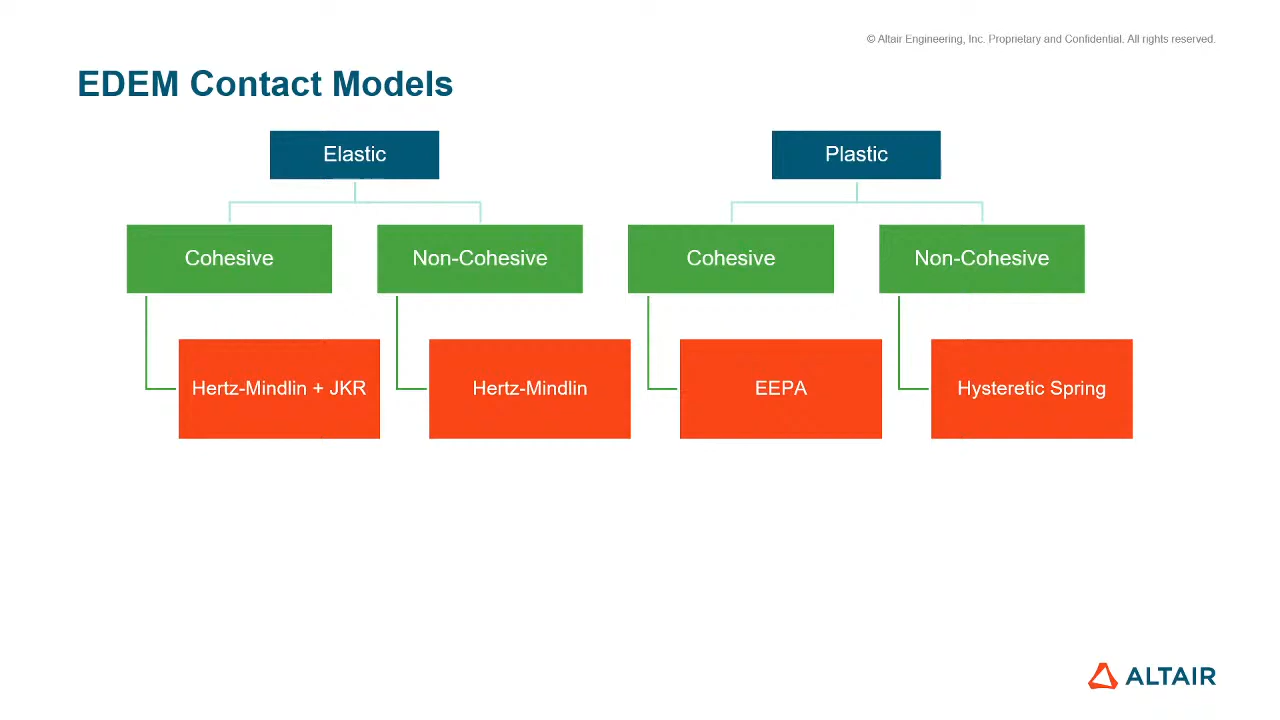 © Altair Engineering, Inc. Proprietary and Confidential. All rights reserved.
EDEM Contact Models
Elastic
Plastic
Cohesive
Non-Cohesive
Cohesive
Non-Cohesive
Hertz-Mindlin + JKR
Hertz-Mindlin
EEPA
Hysteretic Spring
ALTAIR